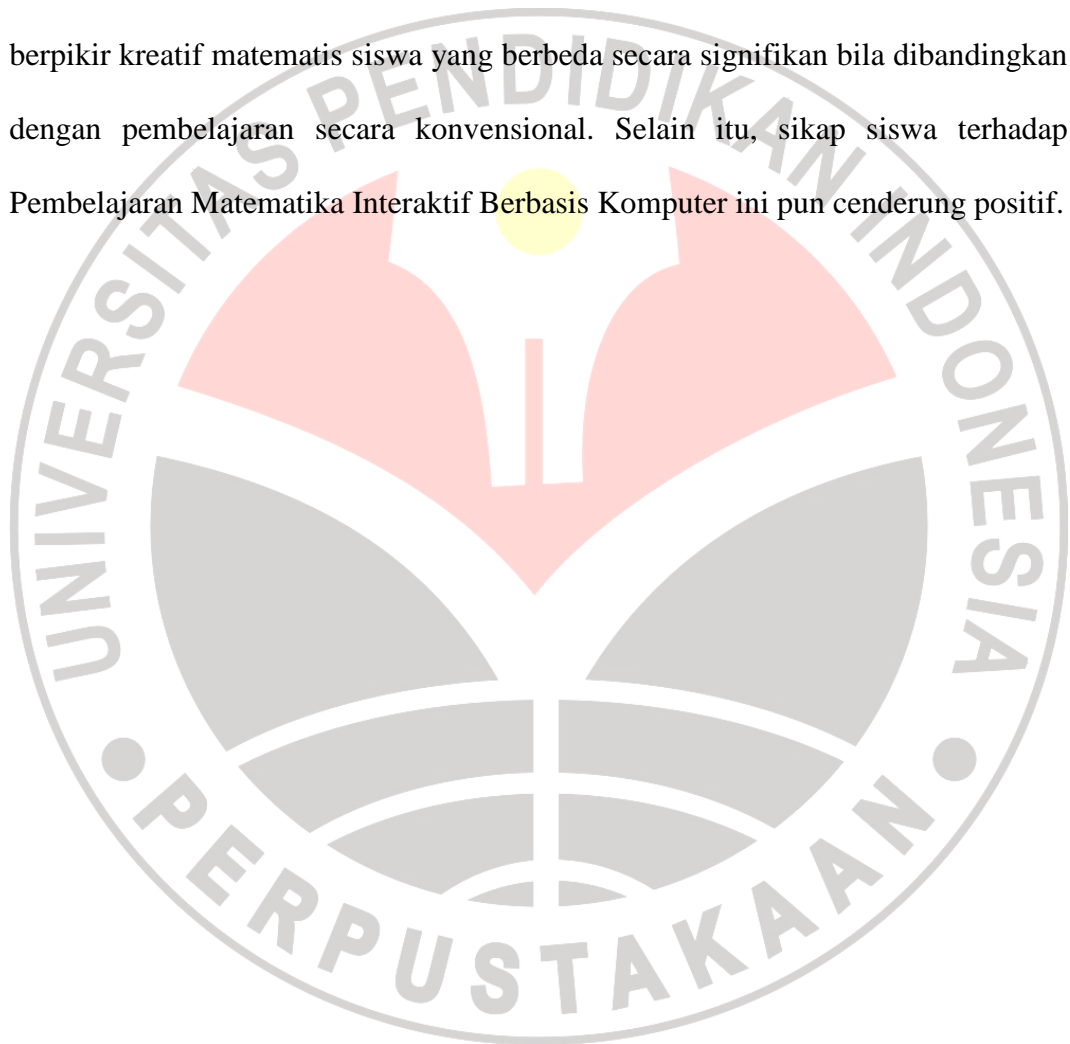 berpikir kreatif matematis siswa yang berbeda secara signifikan bila dibandingkan
dengan pembelajaran secara konvensional. Selain itu, sikap siswa terhadap
Pembelajaran Matematika Interaktif Berbasis Komputer ini pun cenderung positif.
UNIVERSITAS PENDIDIKAN INDONESIA
PERPUSTAKAAN